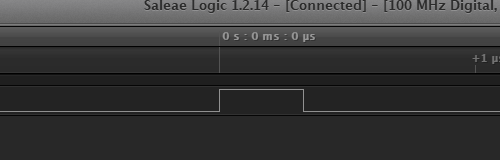 Saleae Logic 1.2.14 - [Connected] - [100 MHz Digital,
0 s : 0 ms : 0 µs
+1 µs